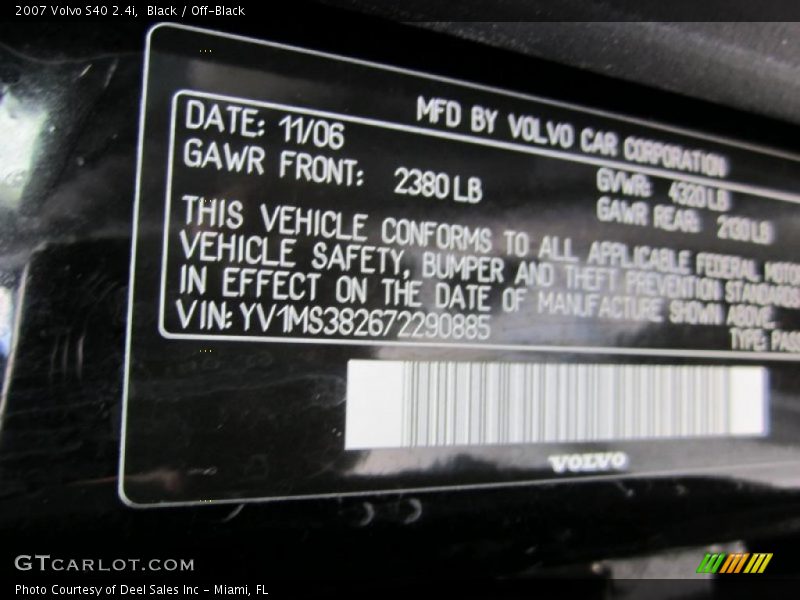 2007 Volvo S40 2.4i, Black / Off-Black
MFD BY VOLVO CAR CORPORATION
DATE: 11/06
GVWR: 4320 LB
GAWR FRONT: 2380 LB
GAWR REAR: 2130 LB
THIS VEHICLE CONFORMS TO ALL APPLICABLE FEDERAL MOTOR
VEHICLE SAFETY, BUMPER AND THEFT PREVENTION STANDARDS
IN EFFECT ON THE DATE OF MANUFACTURE SHOWN ABOVE.
VIN: YV1MS382672290885
TYPE: PASS
VOLVO
GTCARLOT.COM
Photo Courtesy of Deel Sales Inc - Miami, FL